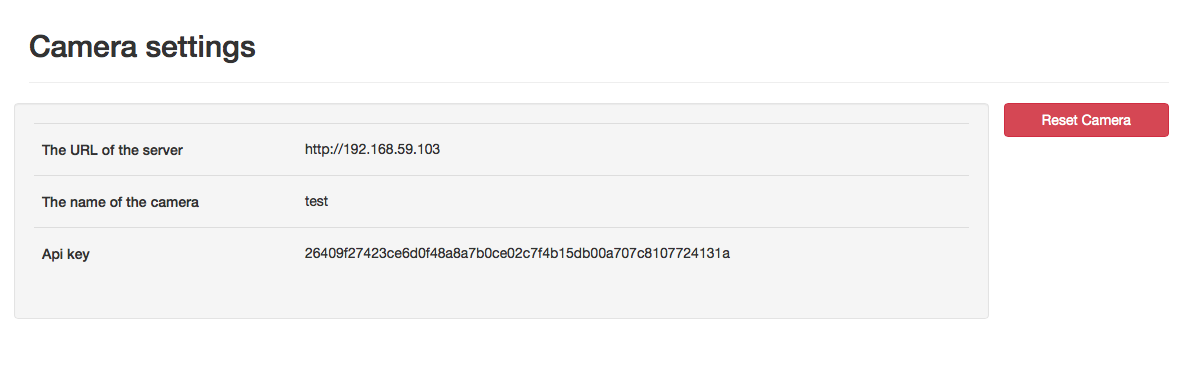 Camera settings
Reset Camera
The URL of the server http://192.168.59.103
The name of the camera test
Api key 26409f27423ce6d0f48a8a7b0ce02c7f4b15db00a707c8107724131a